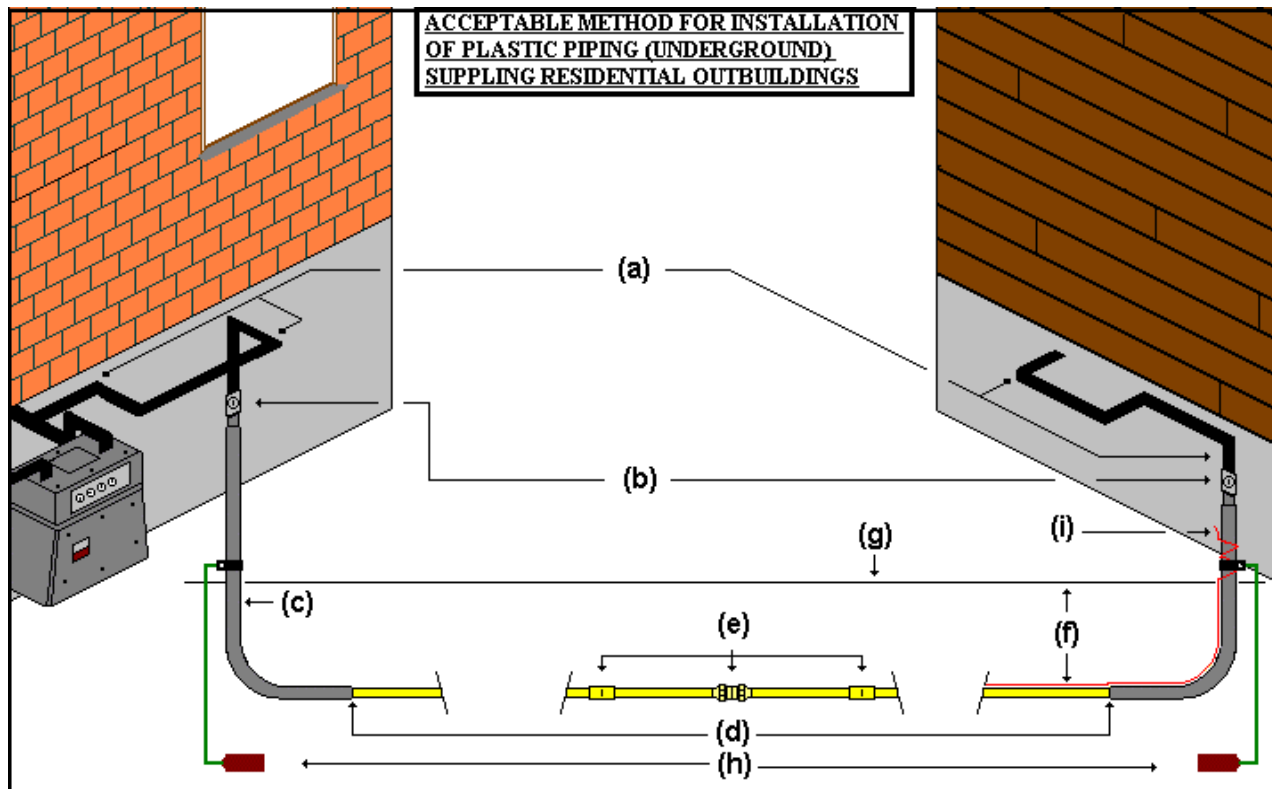 ACCEPTABLE METHOD FOR INSTALLATION
OF PLASTIC PIPING (UNDERGROUND)
SUPPLING RESIDENTIAL OUTBUILDINGS
(a)
(b)
(i)
(g)
(c)
(e)
(f)
(d)
(h)